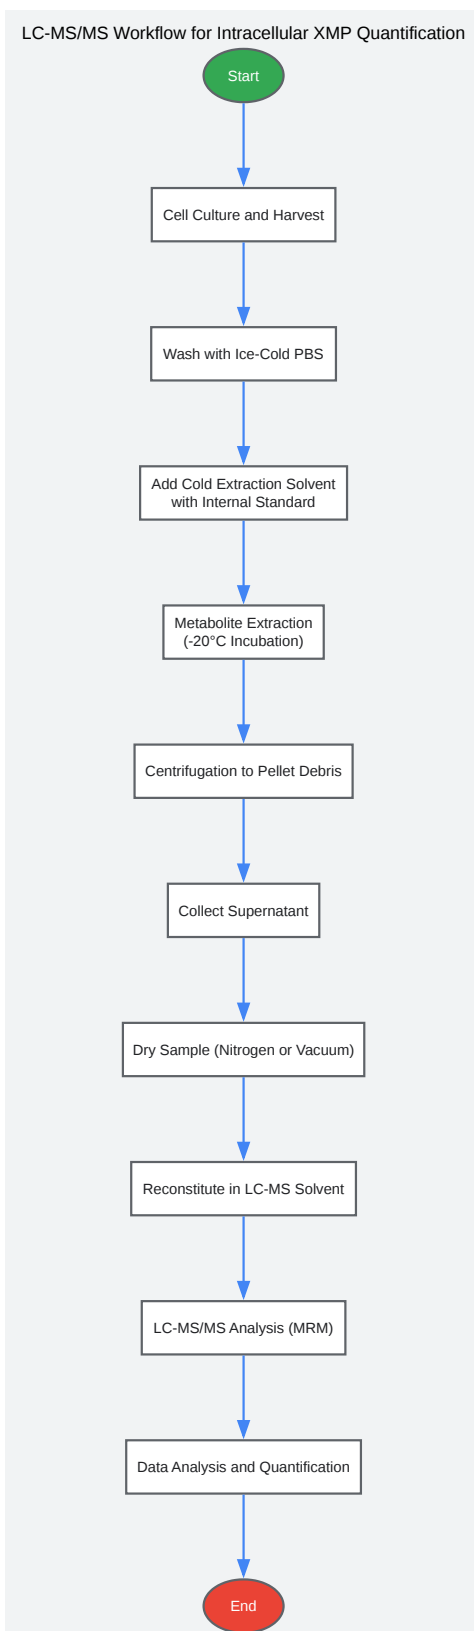 LC-MS/MS Workflow for Intracellular XMP Quantification
Start
Cell Culture and Harvest
Wash with Ice-Cold PBS
Add Cold Extraction Solvent
with Internal Standard
Metabolite Extraction
(-20°C Incubation)
Centrifugation to Pellet Debris
Collect Supernatant
Dry Sample (Nitrogen or Vacuum)
Reconstitute in LC-MS Solvent
LC-MS/MS Analysis (MRM)
Data Analysis and Quantification
End